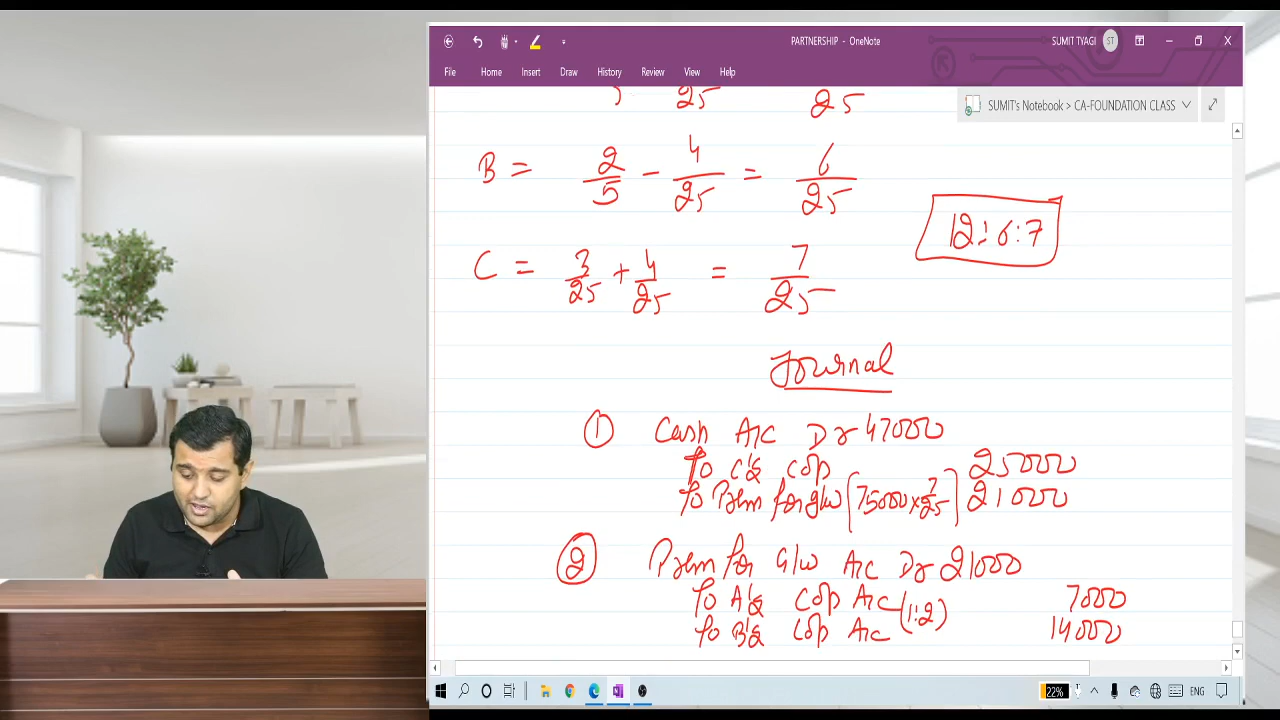 PARTNERSHIP - OneNote
SUMIT TYAGI ST
File Home Insert Draw History Review View Help
SUMIT's Notebook > CA-FOUNDATION CLASS
5 25 25
B = 2/5 - 4/25 = 6/25
12:6:7
C = 3/25 + 4/25 = 7/25
Journal
① Cash A/C Dr 47000
To C's Cap 25000
To Prem for g/w [75000×7/25] 21000
② Prem for G/w A/C Dr 21000
To A's Cap A/C (1:2) 7000
To B's Cap A/C 14000
22% ENG